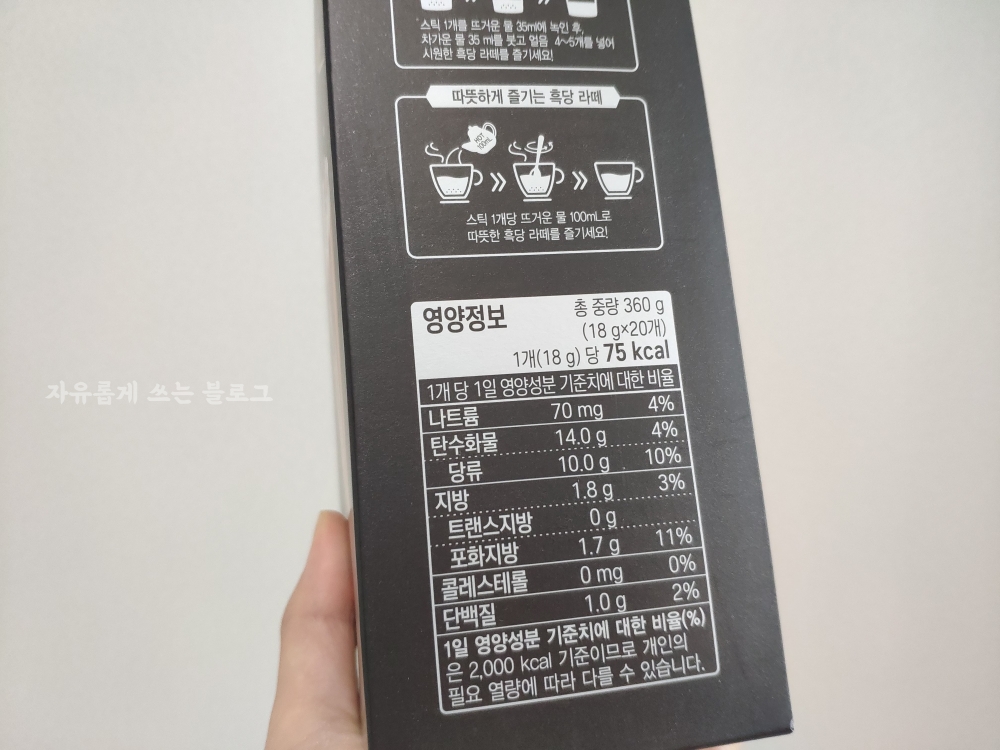 스틱 1개를 뜨거운 물 35ml에 녹인 후,
차가운 물 35 ml를 붓고 얼음 4~5개를 넣어
시원한 흑당 라떼를 즐기세요!
따뜻하게 즐기는 흑당 라떼
HOT
100mL
스틱 1개당 뜨거운 물 100mL로
따뜻한 흑당 라떼를 즐기세요!
영양정보
총 중량 360 g
(18 g×20개)
1개(18 g) 당 75 kcal
1개 당 1일 영양성분 기준치에 대한 비율
나트륨 70 mg 4%
탄수화물 14.0 g 4%
당류 10.0 g 10%
지방 1.8 g 3%
트랜스지방 0 g
포화지방 1.7 g 11%
콜레스테롤 0 mg 0%
단백질 1.0 g 2%
1일 영양성분 기준치에 대한 비율(%)
은 2,000 kcal 기준이므로 개인의
필요 열량에 따라 다를 수 있습니다.
자유롭게 쓰는 블로그